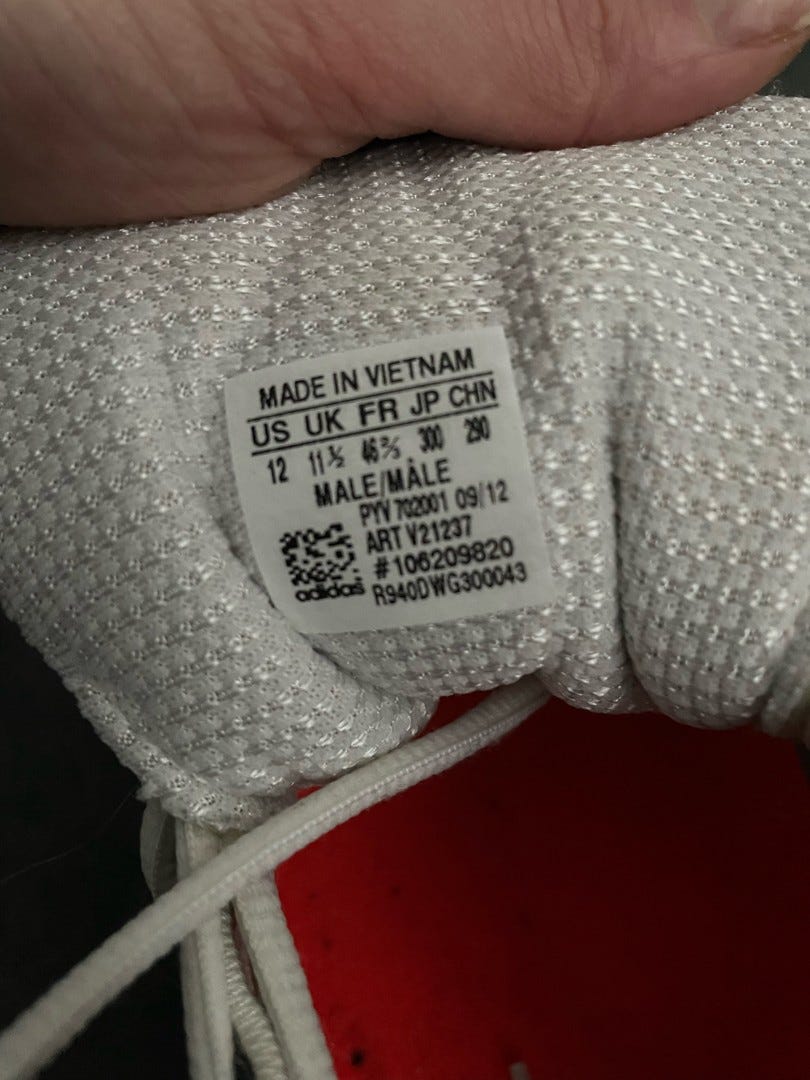 MADE IN VIETNAM
US UK FR JP CHN
12 11½ 46⅔ 300 290
MALE/MÂLE
PYV 702001 09/12
ART V21237
#106209820
adidas R940DWG300043